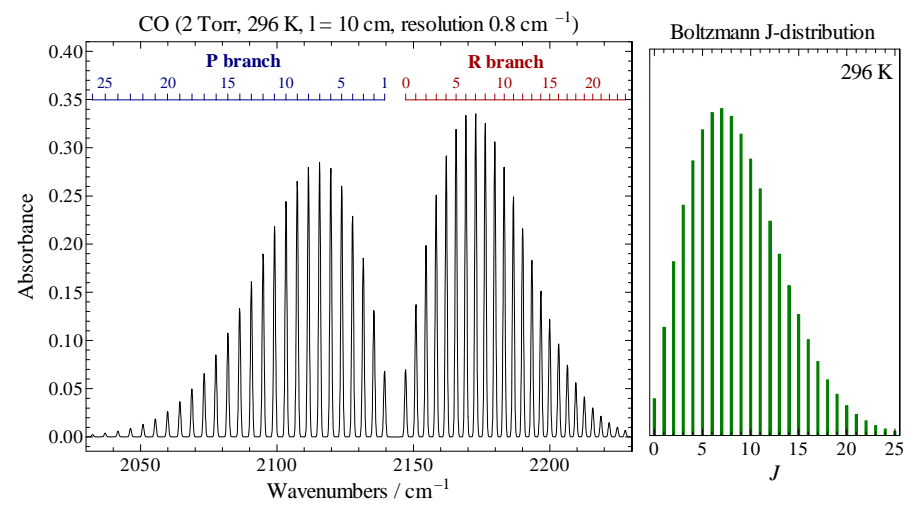 CO (2 Torr, 296 K, l = 10 cm, resolution 0.8 cm⁻¹)
P branch
R branch
25 20 15 10 5 1
0 5 10 15 20
0.40
0.35
0.30
0.25
0.20
0.15
0.10
0.05
0.00
Absorbance
2050 2100 2150 2200
Wavenumbers / cm⁻¹
Boltzmann J-distribution
296 K
0 5 10 15 20 25
J